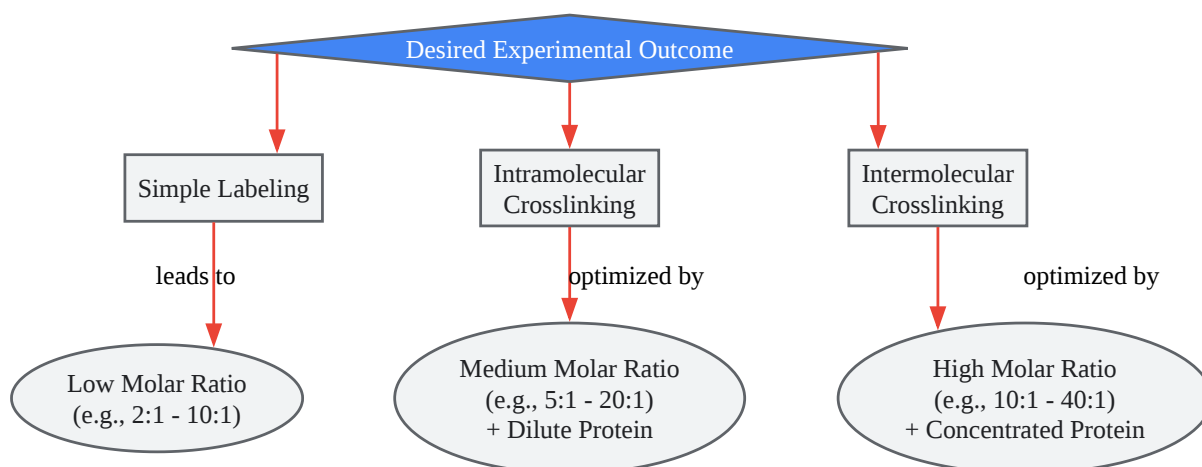 Desired Experimental Outcome
Simple Labeling
Intramolecular
Crosslinking
Intermolecular
Crosslinking
leads to
optimized by
optimized by
Low Molar Ratio
(e.g., 2:1 - 10:1)
Medium Molar Ratio
(e.g., 5:1 - 20:1)
+ Dilute Protein
High Molar Ratio
(e.g., 10:1 - 40:1)
+ Concentrated Protein